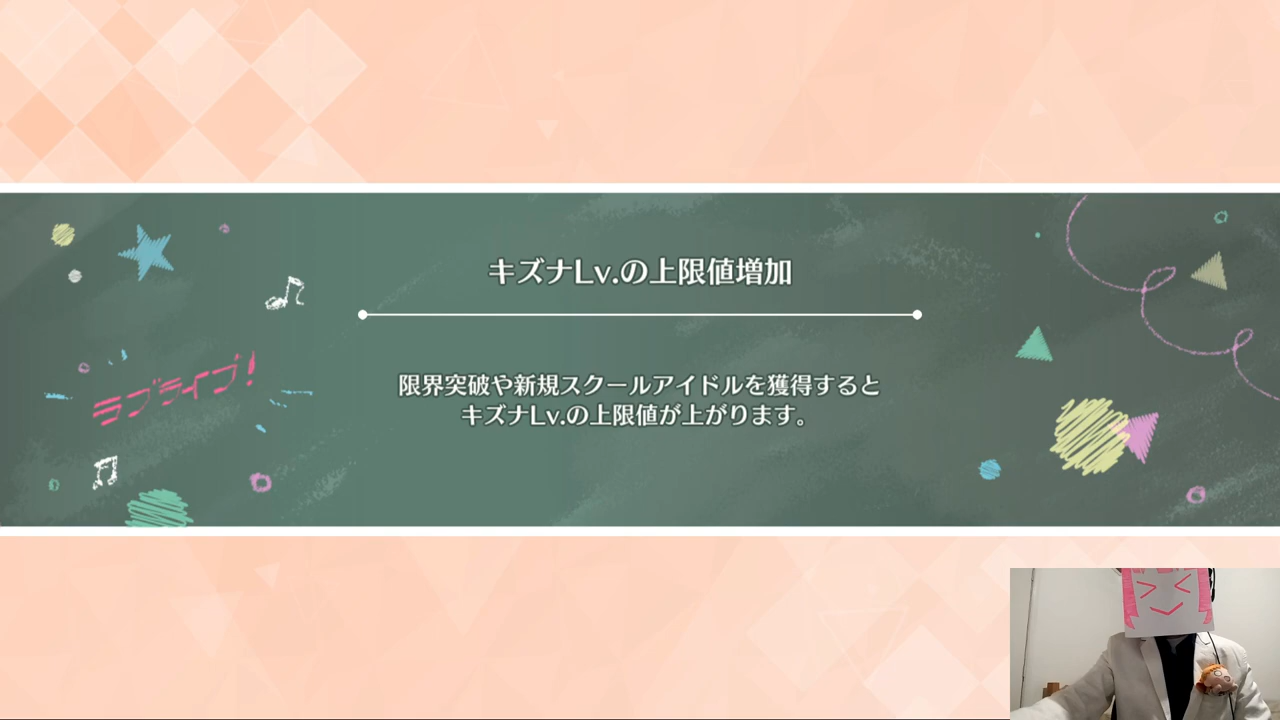 キズナLv.の上限値増加
ラブライブ!
限界突破や新規スクールアイドルを獲得すると
キズナLv.の上限値が上がります。